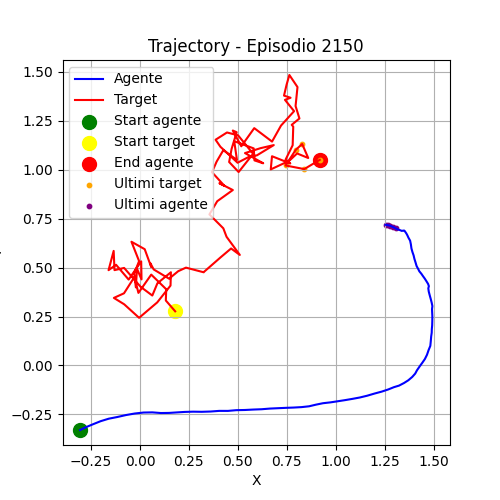 Trajectory - Episodio 2150
Agente
Target
Start agente
Start target
End agente
Ultimi target
Ultimi agente
1.50
1.25
1.00
0.75
0.50
0.25
0.00
−0.25
−0.25 0.00 0.25 0.50 0.75 1.00 1.25 1.50
X